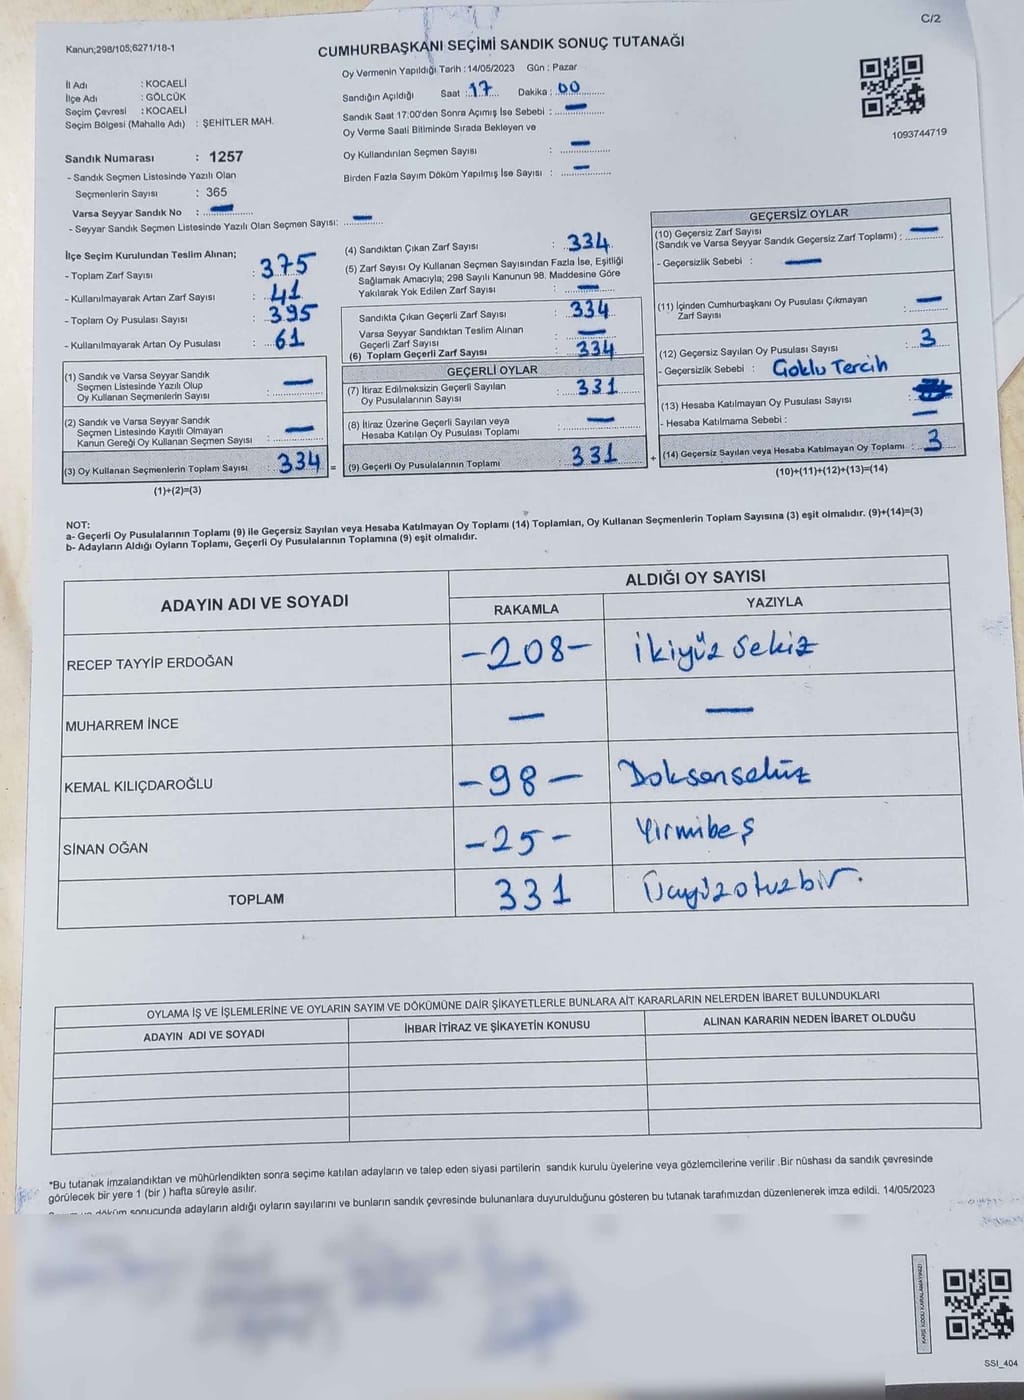 C/2
Kanun;298/105;6271/18-1
CUMHURBAŞKANI SEÇİMİ SANDIK SONUÇ TUTANAĞI
Oy Vermenin Yapıldığı Tarih : 14/05/2023 Gün : Pazar
İl Adı : KOCAELİ
İlçe Adı : GÖLCÜK
Seçim Çevresi : KOCAELİ
Seçim Bölgesi (Mahalle Adı) : ŞEHİTLER MAH.
Sandığın Açıldığı Saat : 17 Dakika : 00
Sandık Saat 17:00'den Sonra Açımış İse Sebebi : —
Oy Verme Saati Bitiminde Sırada Bekleyen ve
Oy Kullandırılan Seçmen Sayısı : —
Birden Fazla Sayım Döküm Yapılmış İse Sayısı : —
1093744719
Sandık Numarası : 1257
- Sandık Seçmen Listesinde Yazılı Olan
Seçmenlerin Sayısı : 365
Varsa Seyyar Sandık No : —
- Seyyar Sandık Seçmen Listesinde Yazılı Olan Seçmen Sayısı: —
İlçe Seçim Kurulundan Teslim Alınan;
- Toplam Zarf Sayısı : 375
- Kullanılmayarak Artan Zarf Sayısı : 41
- Toplam Oy Pusulası Sayısı : 395
- Kullanılmayarak Artan Oy Pusulası : 61
(1) Sandık ve Varsa Seyyar Sandık
Seçmen Listesinde Yazılı Olup
Oy Kullanan Seçmenlerin Sayısı : —
(2) Sandık ve Varsa Seyyar Sandık
Seçmen Listesinde Kayıtlı Olmayan
Kanun Gereği Oy Kullanan Seçmen Sayısı : —
(3) Oy Kullanan Seçmenlerin Toplam Sayısı : 334
(1)+(2)=(3)
(4) Sandıktan Çıkan Zarf Sayısı : 334
(5) Zarf Sayısı Oy Kullanan Seçmen Sayısından Fazla İse, Eşitliği
Sağlamak Amacıyla; 298 Sayılı Kanunun 98. Maddesine Göre
Yakılarak Yok Edilen Zarf Sayısı : —
Sandıkta Çıkan Geçerli Zarf Sayısı : 334
Varsa Seyyar Sandıktan Teslim Alınan
Geçerli Zarf Sayısı : —
(6) Toplam Geçerli Zarf Sayısı : 334
GEÇERLİ OYLAR
(7) İtiraz Edilmeksizin Geçerli Sayılan
Oy Pusulalarının Sayısı : 331
(8) İtiraz Üzerine Geçerli Sayılan veya
Hesaba Katılan Oy Pusulası Toplamı : —
= (9) Geçerli Oy Pusulalarının Toplamı : 331
GEÇERSİZ OYLAR
(10) Geçersiz Zarf Sayısı
(Sandık ve Varsa Seyyar Sandık Geçersiz Zarf Toplamı) : —
- Geçersizlik Sebebi : —
(11) İçinden Cumhurbaşkanı Oy Pusulası Çıkmayan
Zarf Sayısı : —
(12) Geçersiz Sayılan Oy Pusulası Sayısı : 3
- Geçersizlik Sebebi : Çoklu Tercih
(13) Hesaba Katılmayan Oy Pusulası Sayısı :
- Hesaba Katılmama Sebebi : —
+ (14) Geçersiz Sayılan veya Hesaba Katılmayan Oy Toplamı : 3
(10)+(11)+(12)+(13)=(14)
NOT:
a- Geçerli Oy Pusulalarının Toplamı (9) ile Geçersiz Sayılan veya Hesaba Katılmayan Oy Toplamı (14) Toplamları, Oy Kullanan Seçmenlerin Toplam Sayısına (3) eşit olmalıdır. (9)+(14)=(3)
b- Adayların Aldığı Oyların Toplamı, Geçerli Oy Pusulalarının Toplamına (9) eşit olmalıdır.
ADAYIN ADI VE SOYADI
ALDIĞI OY SAYISI
RAKAMLA YAZIYLA
RECEP TAYYİP ERDOĞAN -208- İkiyüz sekiz
MUHARREM İNCE — —
KEMAL KILIÇDAROĞLU -98- Doksansekiz
SİNAN OĞAN -25- Yirmibeş
TOPLAM 331 Üçyüzotuzbir.
OYLAMA İŞ VE İŞLEMLERİNE VE OYLARIN SAYIM VE DÖKÜMÜNE DAİR ŞİKAYETLERLE BUNLARA AİT KARARLARIN NELERDEN İBARET BULUNDUKLARI
ADAYIN ADI VE SOYADI İHBAR İTİRAZ VE ŞİKAYETİN KONUSU ALINAN KARARIN NEDEN İBARET OLDUĞU
*Bu tutanak imzalandıktan ve mühürlendikten sonra seçime katılan adayların ve talep eden siyasi partilerin sandık kurulu üyelerine veya gözlemcilerine verilir .Bir nüshası da sandık çevresinde
görülecek bir yere 1 (bir ) hafta süreyle asılır.
döküm sonucunda adayların aldığı oyların sayılarını ve bunların sandık çevresinde bulunanlara duyurulduğunu gösteren bu tutanak tarafımızdan düzenlenerek imza edildi. 14/05/2023
KARE KODU KARALAMAYINIZ!
SSI_404